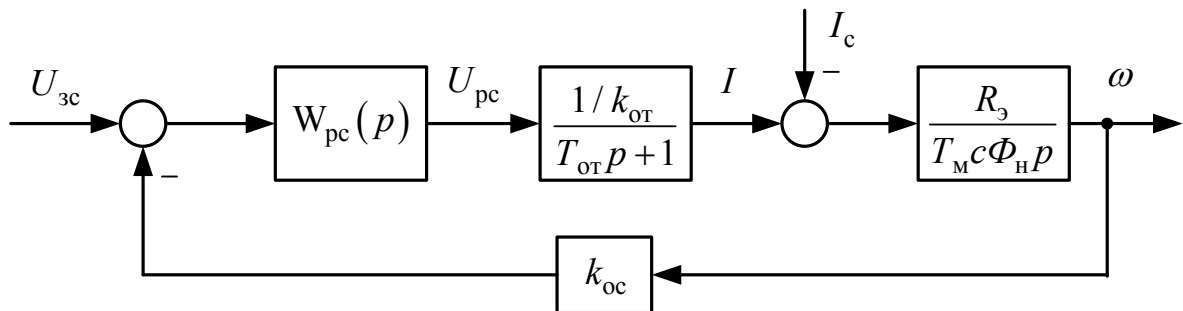 I_с
–
U_зс
W_рс(p)
U_рс
1/k_от
T_от p + 1
I
R_э
T_м cΦ_н p
ω
–
k_ос